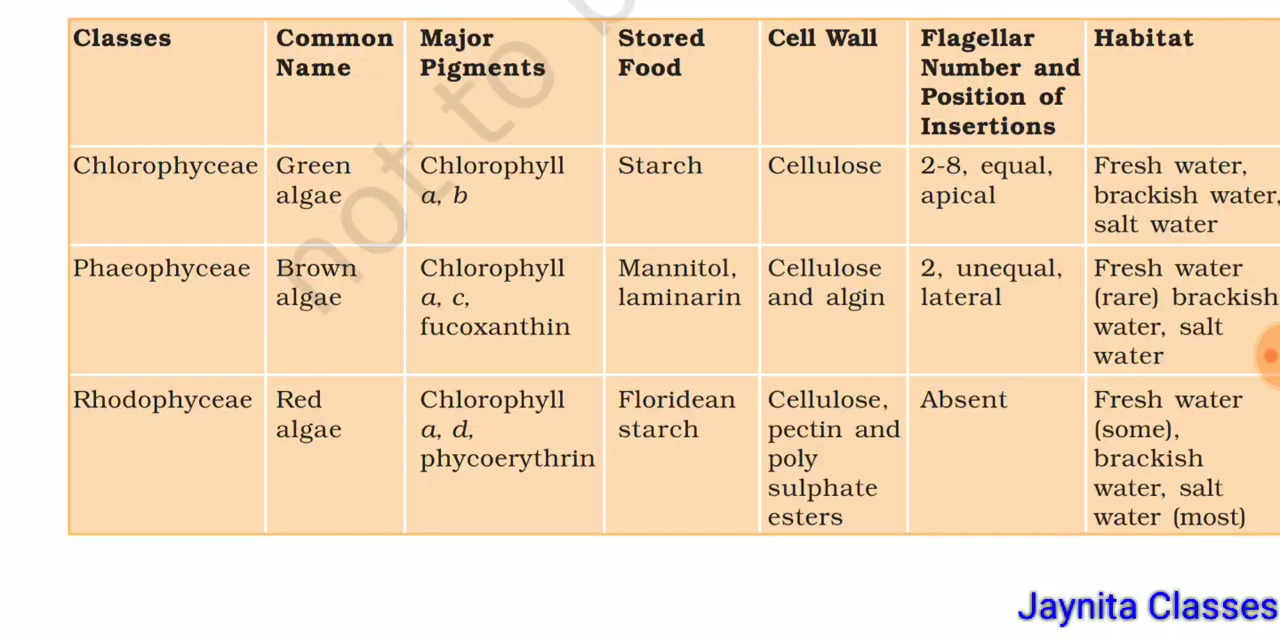 Classes
Common
Name
Major
Pigments
Stored
Food
Cell Wall
Flagellar
Number and
Position of
Insertions
Habitat
Chlorophyceae
Green
algae
Chlorophyll
a, b
Starch
Cellulose
2-8, equal,
apical
Fresh water,
brackish water,
salt water
Phaeophyceae
Brown
algae
Chlorophyll
a, c,
fucoxanthin
Mannitol,
laminarin
Cellulose
and algin
2, unequal,
lateral
Fresh water
(rare) brackish
water, salt
water
Rhodophyceae
Red
algae
Chlorophyll
a, d,
phycoerythrin
Floridean
starch
Cellulose,
pectin and
poly
sulphate
esters
Absent
Fresh water
(some),
brackish
water, salt
water (most)
not to b
Jaynita Classes